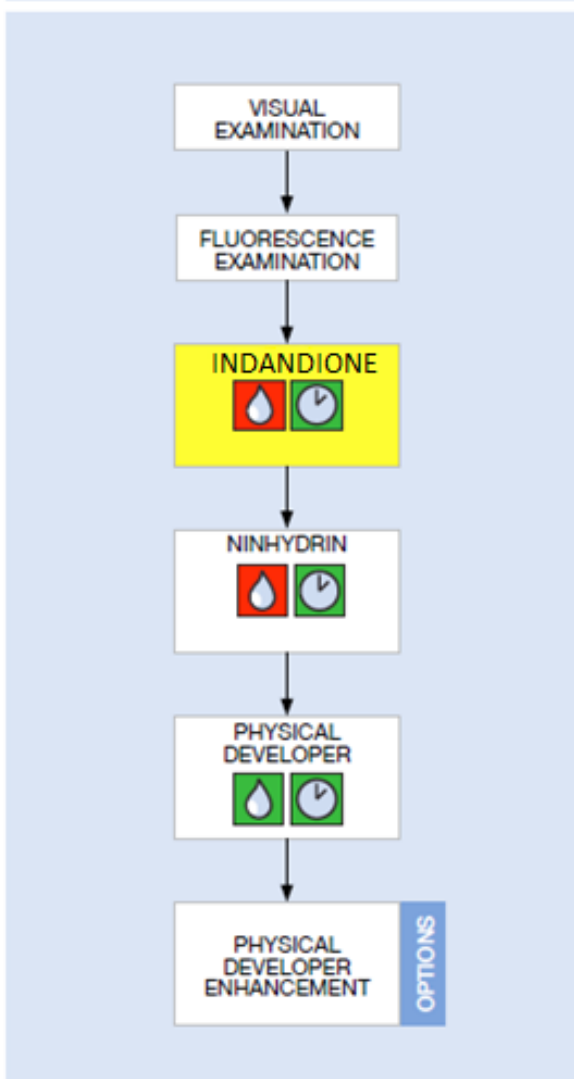 VISUAL
EXAMINATION
FLUORESCENCE
EXAMINATION
INDANDIONE
NINHYDRIN
PHYSICAL
DEVELOPER
PHYSICAL
DEVELOPER
ENHANCEMENT
OPTIONS